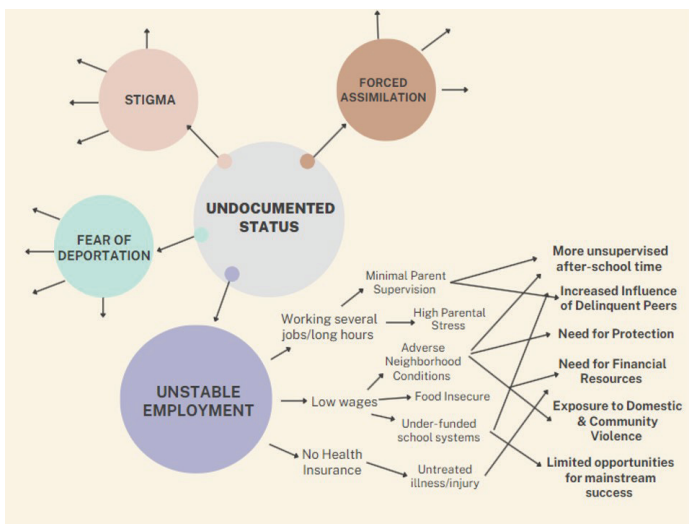 STIGMA
FORCED
ASSIMILATION
UNDOCUMENTED
STATUS
FEAR OF
DEPORTATION
UNSTABLE
EMPLOYMENT
Working several
jobs/long hours
Low wages
No Health
Insurance
Minimal Parent
Supervision
High Parental
Stress
Adverse
Neighborhood
Conditions
Food Insecure
Under-funded
school systems
Untreated
illness/injury
More unsupervised
after-school time
Increased Influence
of Delinquent Peers
Need for Protection
Need for Financial
Resources
Exposure to Domestic
& Community
Violence
Limited opportunities
for mainstream
success